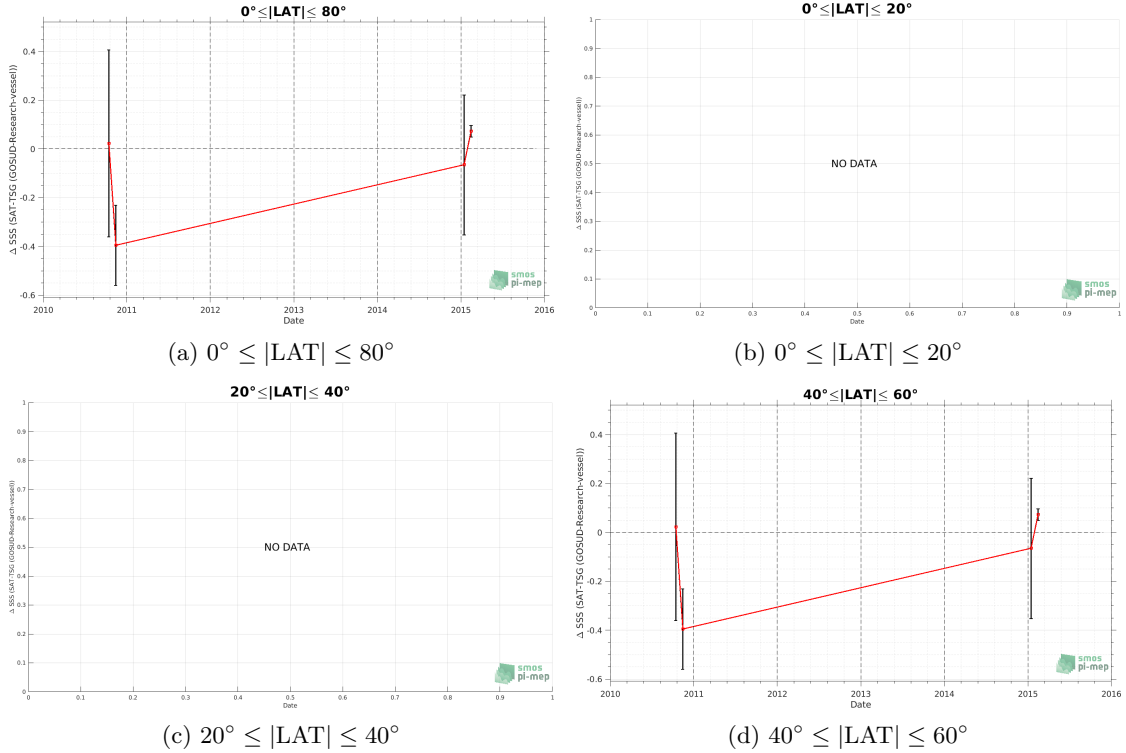 0°≤|LAT|≤ 80°
Δ SSS (SAT-TSG (GOSUD-Research-vessel))
0.4
0.2
0
-0.2
-0.4
-0.6
2010 2011 2012 2013 2014 2015 2016
Date
smos
pi-mep
(a) 0° ≤ |LAT| ≤ 80°
0°≤|LAT|≤ 20°
Δ SSS (SAT-TSG (GOSUD-Research-vessel))
1
0.9
0.8
0.7
0.6
0.5
0.4
0.3
0.2
0.1
0
NO DATA
0 0.1 0.2 0.3 0.4 0.5 0.6 0.7 0.8 0.9 1
Date
smos
pi-mep
(b) 0° ≤ |LAT| ≤ 20°
20°≤|LAT|≤ 40°
Δ SSS (SAT-TSG (GOSUD-Research-vessel))
1
0.9
0.8
0.7
0.6
0.5
0.4
0.3
0.2
0.1
0
NO DATA
0 0.1 0.2 0.3 0.4 0.5 0.6 0.7 0.8 0.9 1
Date
smos
pi-mep
(c) 20° ≤ |LAT| ≤ 40°
40°≤|LAT|≤ 60°
Δ SSS (SAT-TSG (GOSUD-Research-vessel))
0.4
0.2
0
-0.2
-0.4
-0.6
2010 2011 2012 2013 2014 2015 2016
Date
smos
pi-mep
(d) 40° ≤ |LAT| ≤ 60°